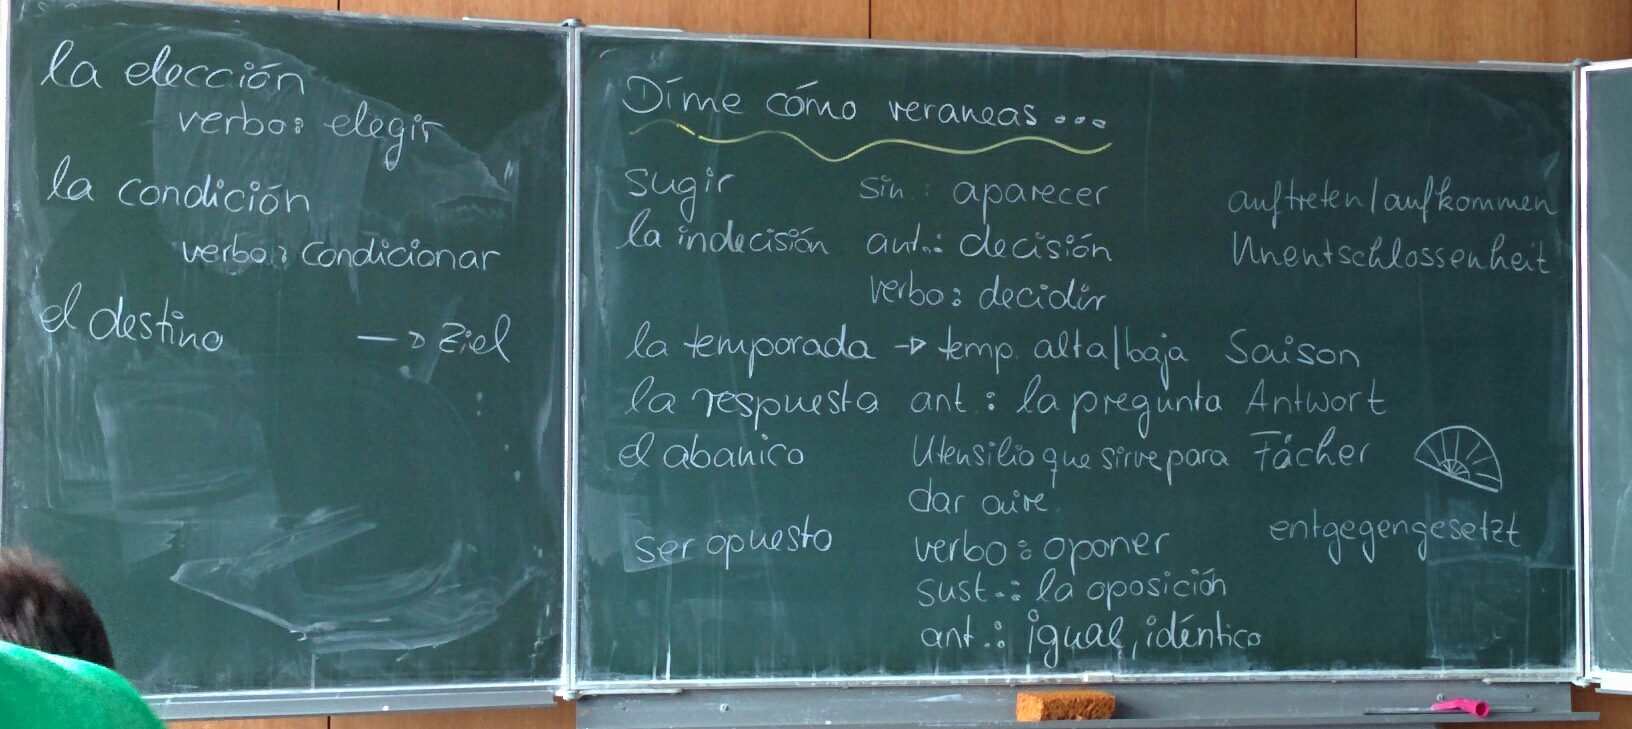 la elección
verbo: elegir
la condición
verbo: condicionar
el destino → Ziel
Díme cómo veraneas...
sugir sin.: aparecer auftreten/aufkommen
la indecisión ant.: decisión Unentschlossenheit
verbo: decidir
la temporada → temp. alta/baja Saison
la respuesta ant.: la pregunta Antwort
el abanico Utensilio que sirve para Fächer
dar aire.
ser opuesto verbo: oponer entgegengesetzt
sust.: la oposición
ant.: igual, idéntico